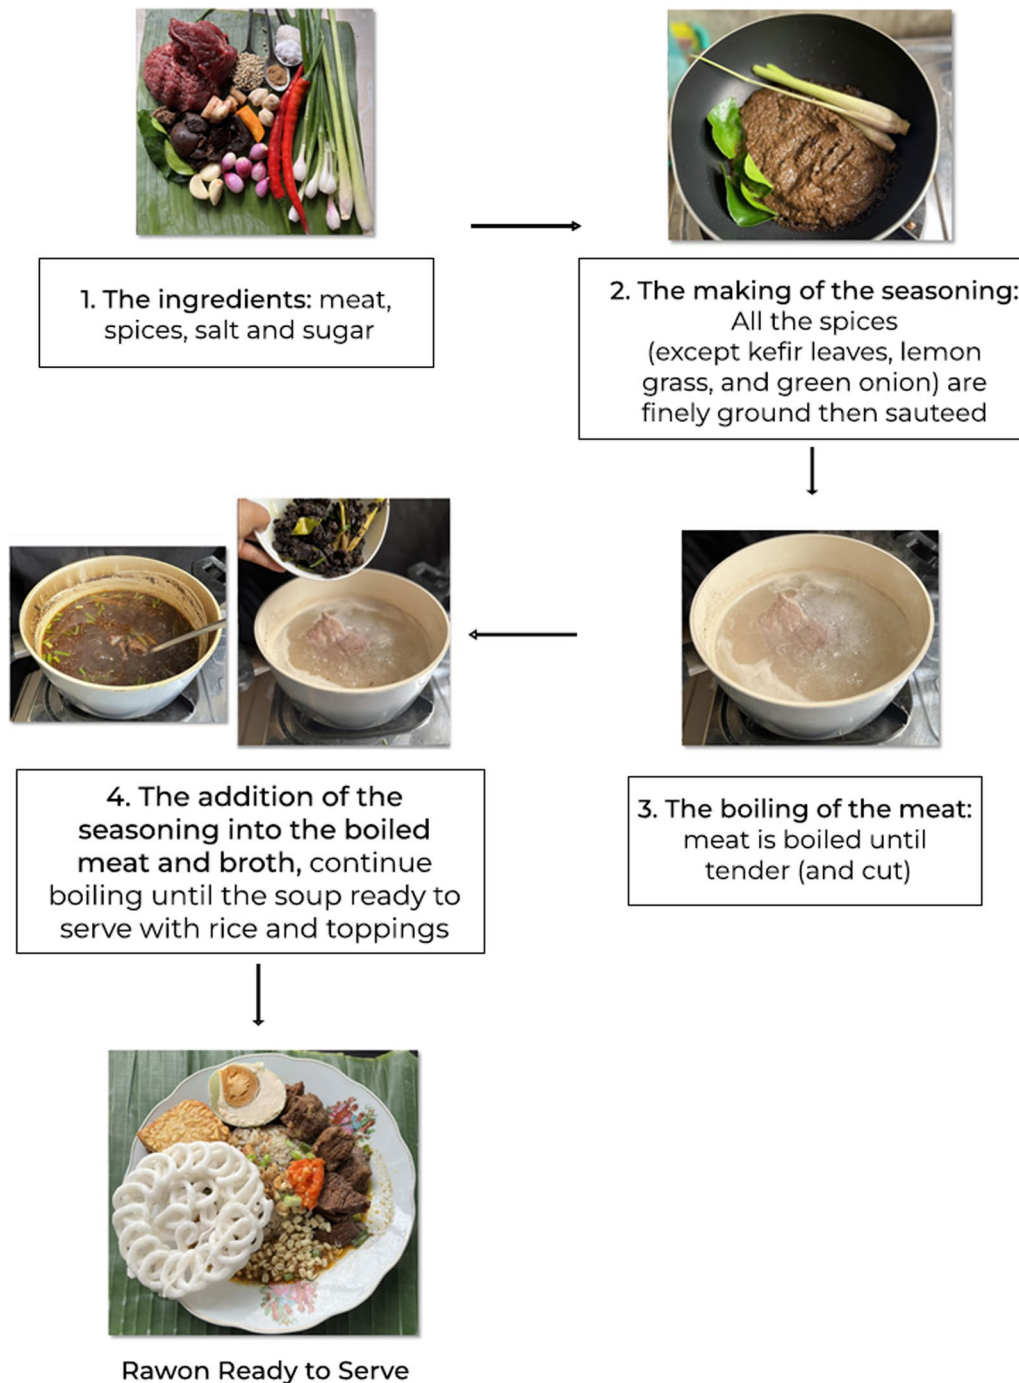 1. The ingredients: meat,
spices, salt and sugar
2. The making of the seasoning:
All the spices
(except kefir leaves, lemon
grass, and green onion) are
finely ground then sauteed
3. The boiling of the meat:
meat is boiled until
tender (and cut)
4. The addition of the
seasoning into the boiled
meat and broth, continue
boiling until the soup ready to
serve with rice and toppings
Rawon Ready to Serve